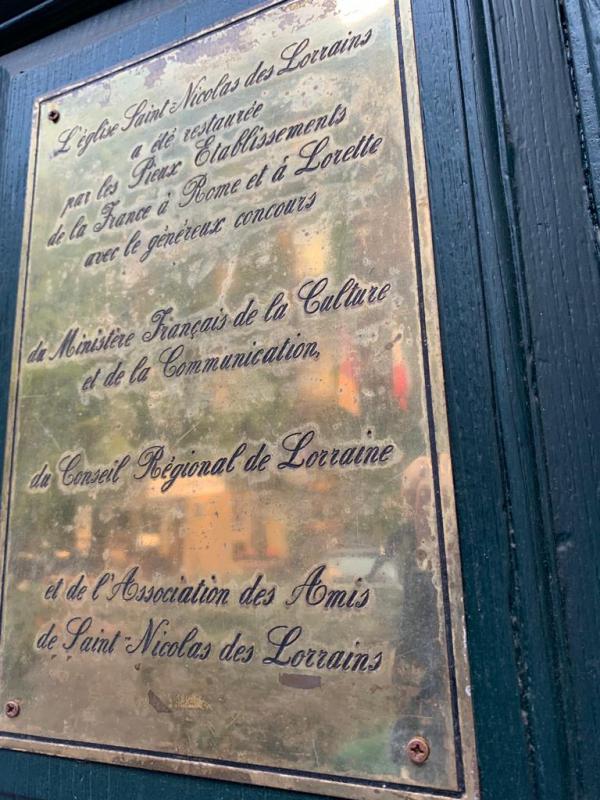 L'église Saint-Nicolas des Lorrains
a été restaurée
par les Pieux Etablissements
de la France à Rome et à Lorette
avec le généreux concours
du Ministère Français de la Culture
et de la Communication,
du Conseil Régional de Lorraine
et de l'Association des Amis
de Saint-Nicolas des Lorrains